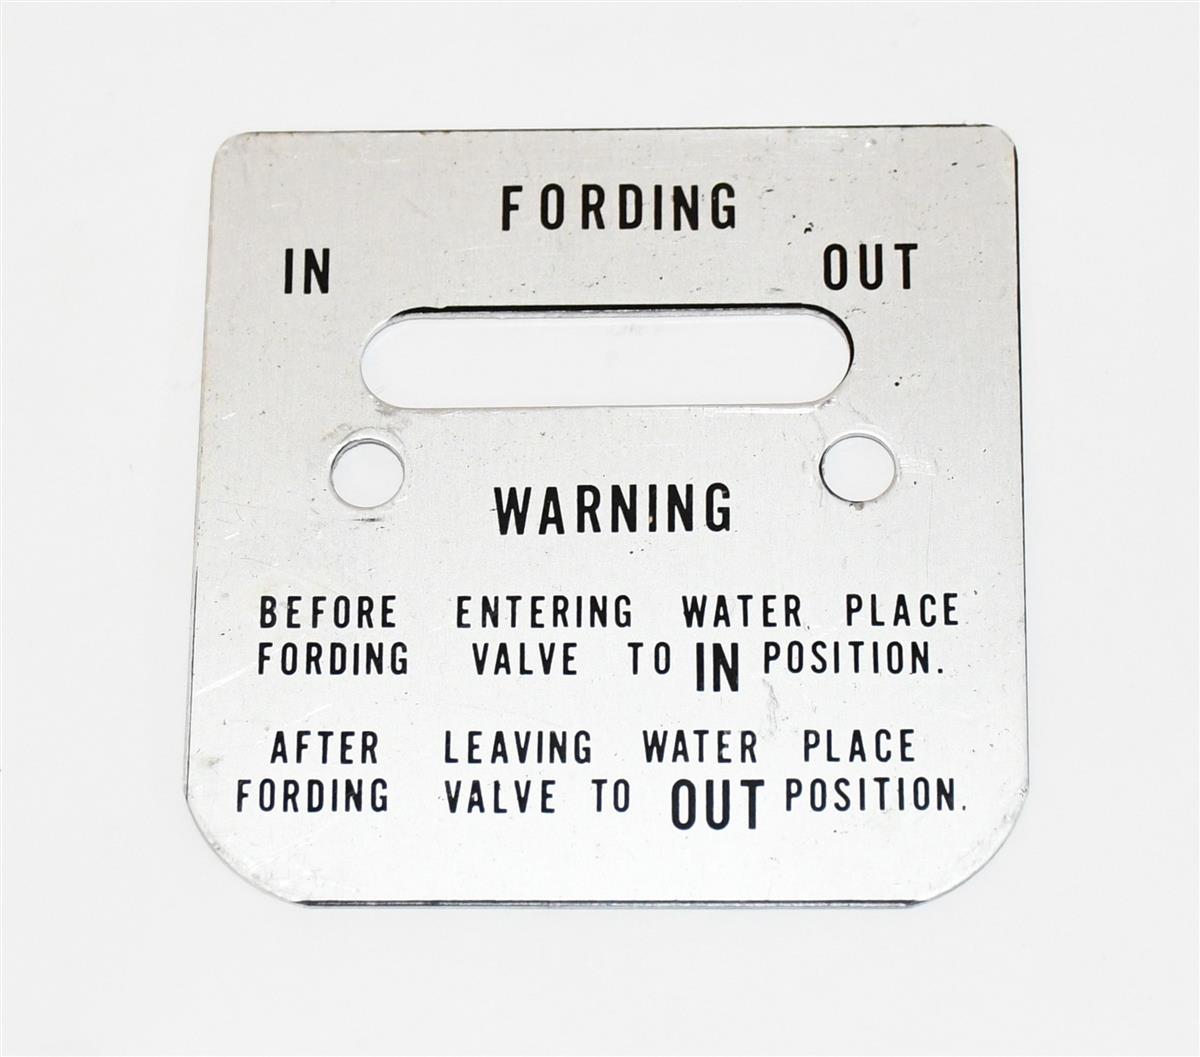 FORDING
IN OUT
WARNING
BEFORE ENTERING WATER PLACE
FORDING VALVE TO IN POSITION.
AFTER LEAVING WATER PLACE
FORDING VALVE TO OUT POSITION.